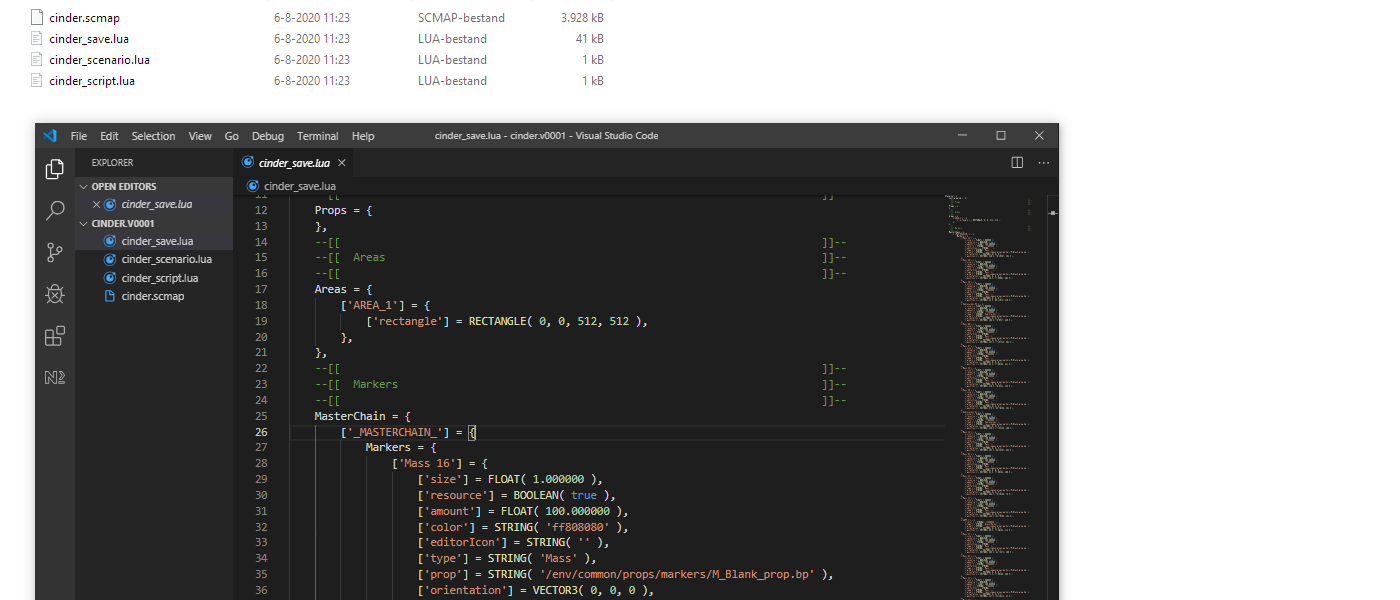 cinder.scmap 6-8-2020 11:23 SCMAP-bestand 3.928 kB
cinder_save.lua 6-8-2020 11:23 LUA-bestand 41 kB
cinder_scenario.lua 6-8-2020 11:23 LUA-bestand 1 kB
cinder_script.lua 6-8-2020 11:23 LUA-bestand 1 kB
File Edit Selection View Go Debug Terminal Help cinder_save.lua - cinder.v0001 - Visual Studio Code
EXPLORER
OPEN EDITORS
cinder_save.lua
CINDER.V0001
cinder_save.lua
cinder_scenario.lua
cinder_script.lua
cinder.scmap
cinder_save.lua
cinder_save.lua
11 --[[ ]]--
12 Props = {
13 },
14 --[[ ]]--
15 --[[ Areas ]]--
16 --[[ ]]--
17 Areas = {
18 ['AREA_1'] = {
19 ['rectangle'] = RECTANGLE( 0, 0, 512, 512 ),
20 },
21 },
22 --[[ ]]--
23 --[[ Markers ]]--
24 --[[ ]]--
25 MasterChain = {
26 ['_MASTERCHAIN_'] = {
27 Markers = {
28 ['Mass 16'] = {
29 ['size'] = FLOAT( 1.000000 ),
30 ['resource'] = BOOLEAN( true ),
31 ['amount'] = FLOAT( 100.000000 ),
32 ['color'] = STRING( 'ff808080' ),
33 ['editorIcon'] = STRING( '' ),
34 ['type'] = STRING( 'Mass' ),
35 ['prop'] = STRING( '/env/common/props/markers/M_Blank_prop.bp' ),
36 ['orientation'] = VECTOR3( 0, 0, 0 ),